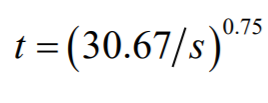 t = (30.67/s)^0.75